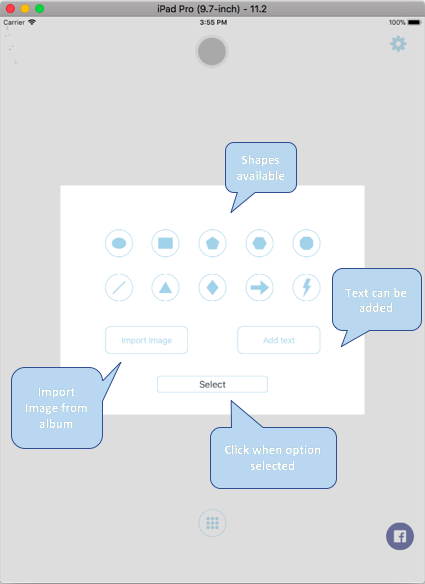 iPad Pro (9.7-inch) - 11.2
Carrier 3:55 PM 100%
Shapes
available
Text can be
added
Import Image
Add text
Select
Import
Image from
album
Click when option
selected